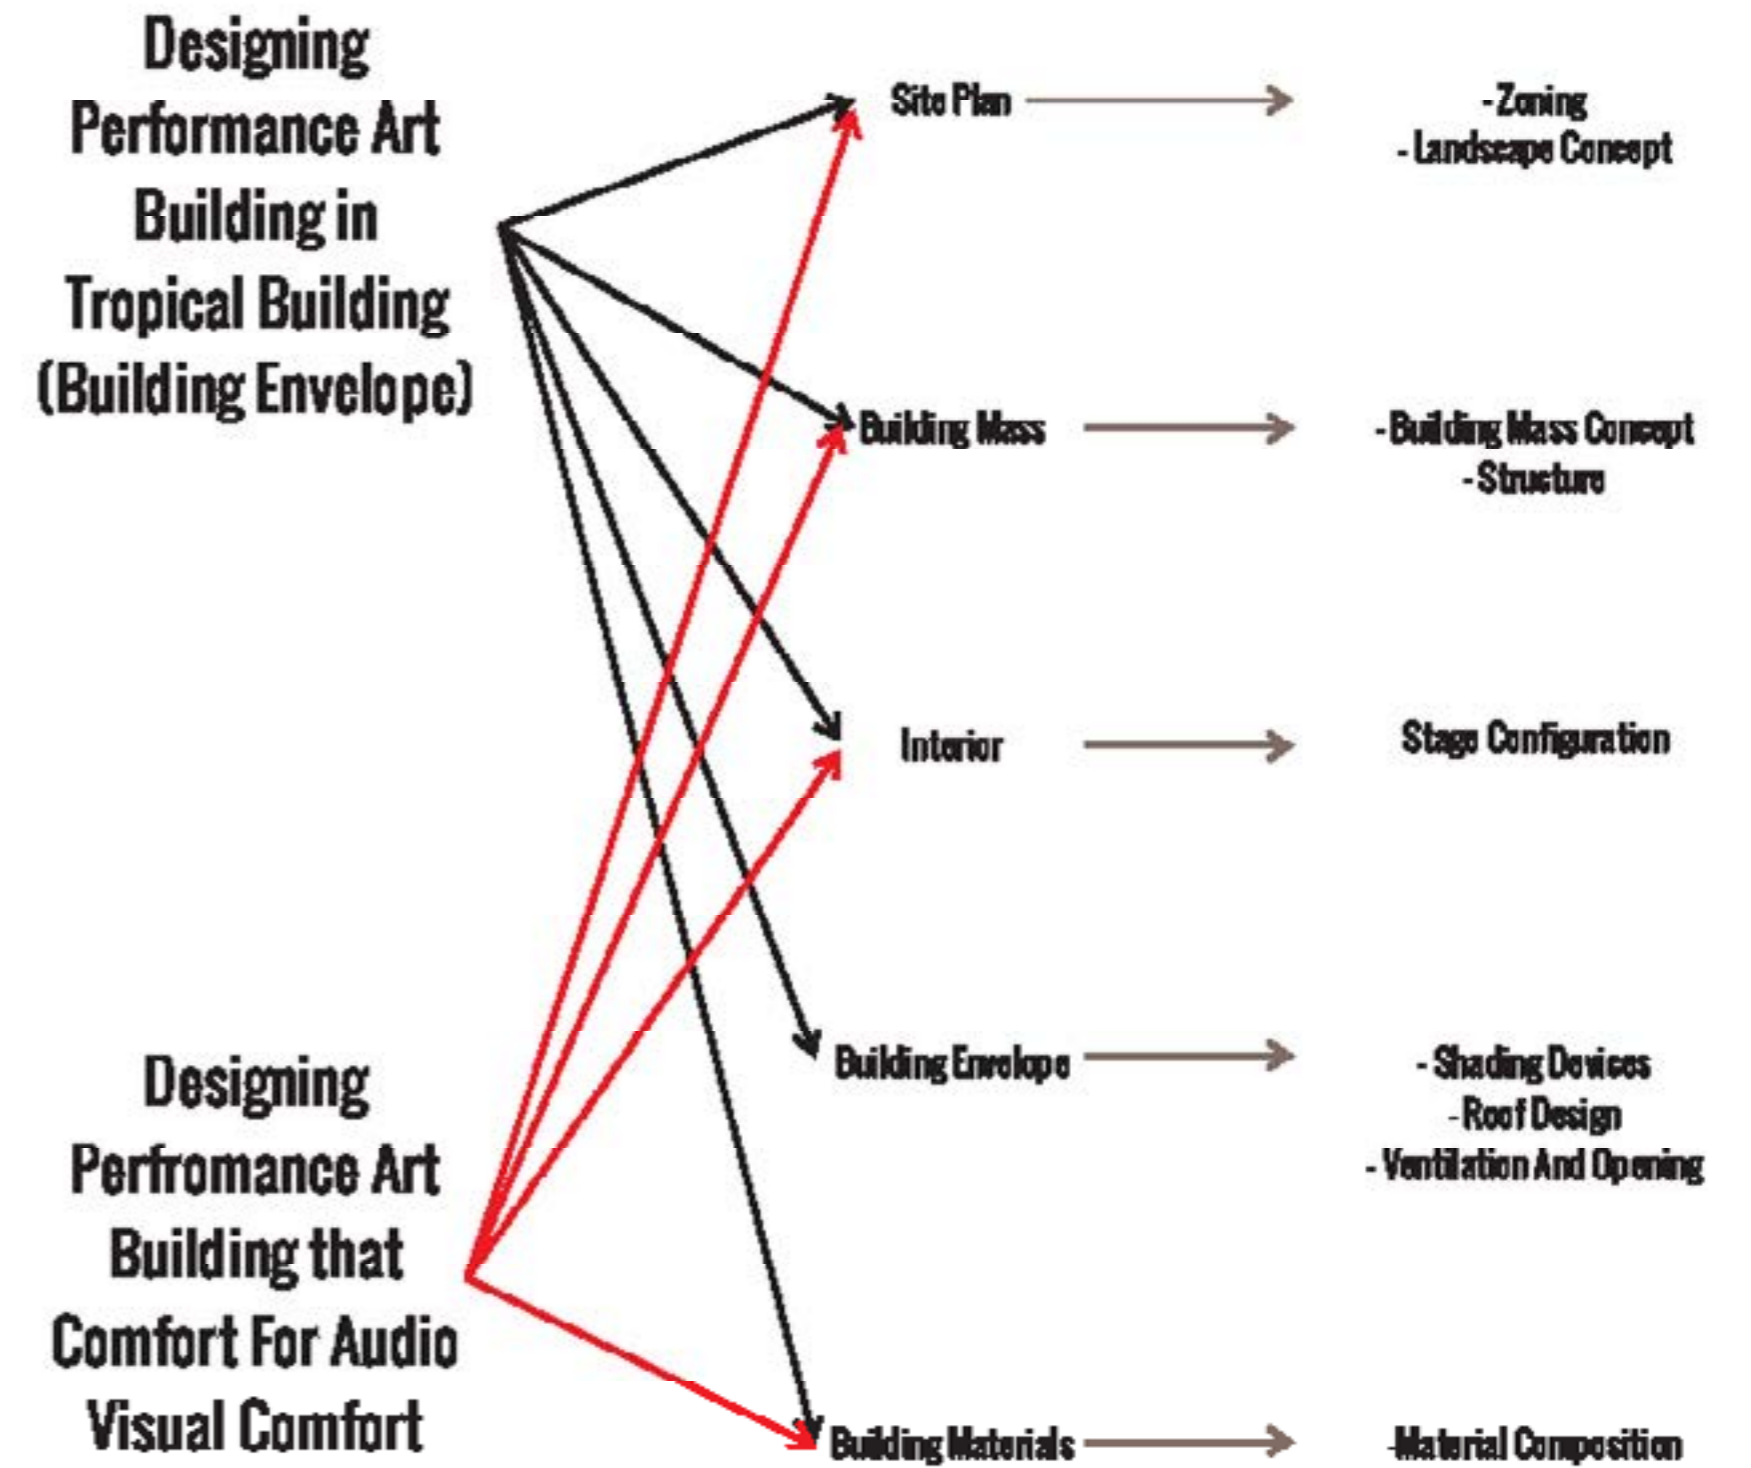 Designing
Performance Art
Building in
Tropical Building
(Building Envelope)
Designing
Perfromance Art
Building that
Comfort For Audio
Visual Comfort
Site Plan
- Zoning
- Landscape Concept
Building Mass
- Building Mass Concept
- Structure
Interior
Stage Configuration
Building Envelope
- Shading Devices
- Roof Design
- Ventilation And Opening
Building Materials
-Material Composition